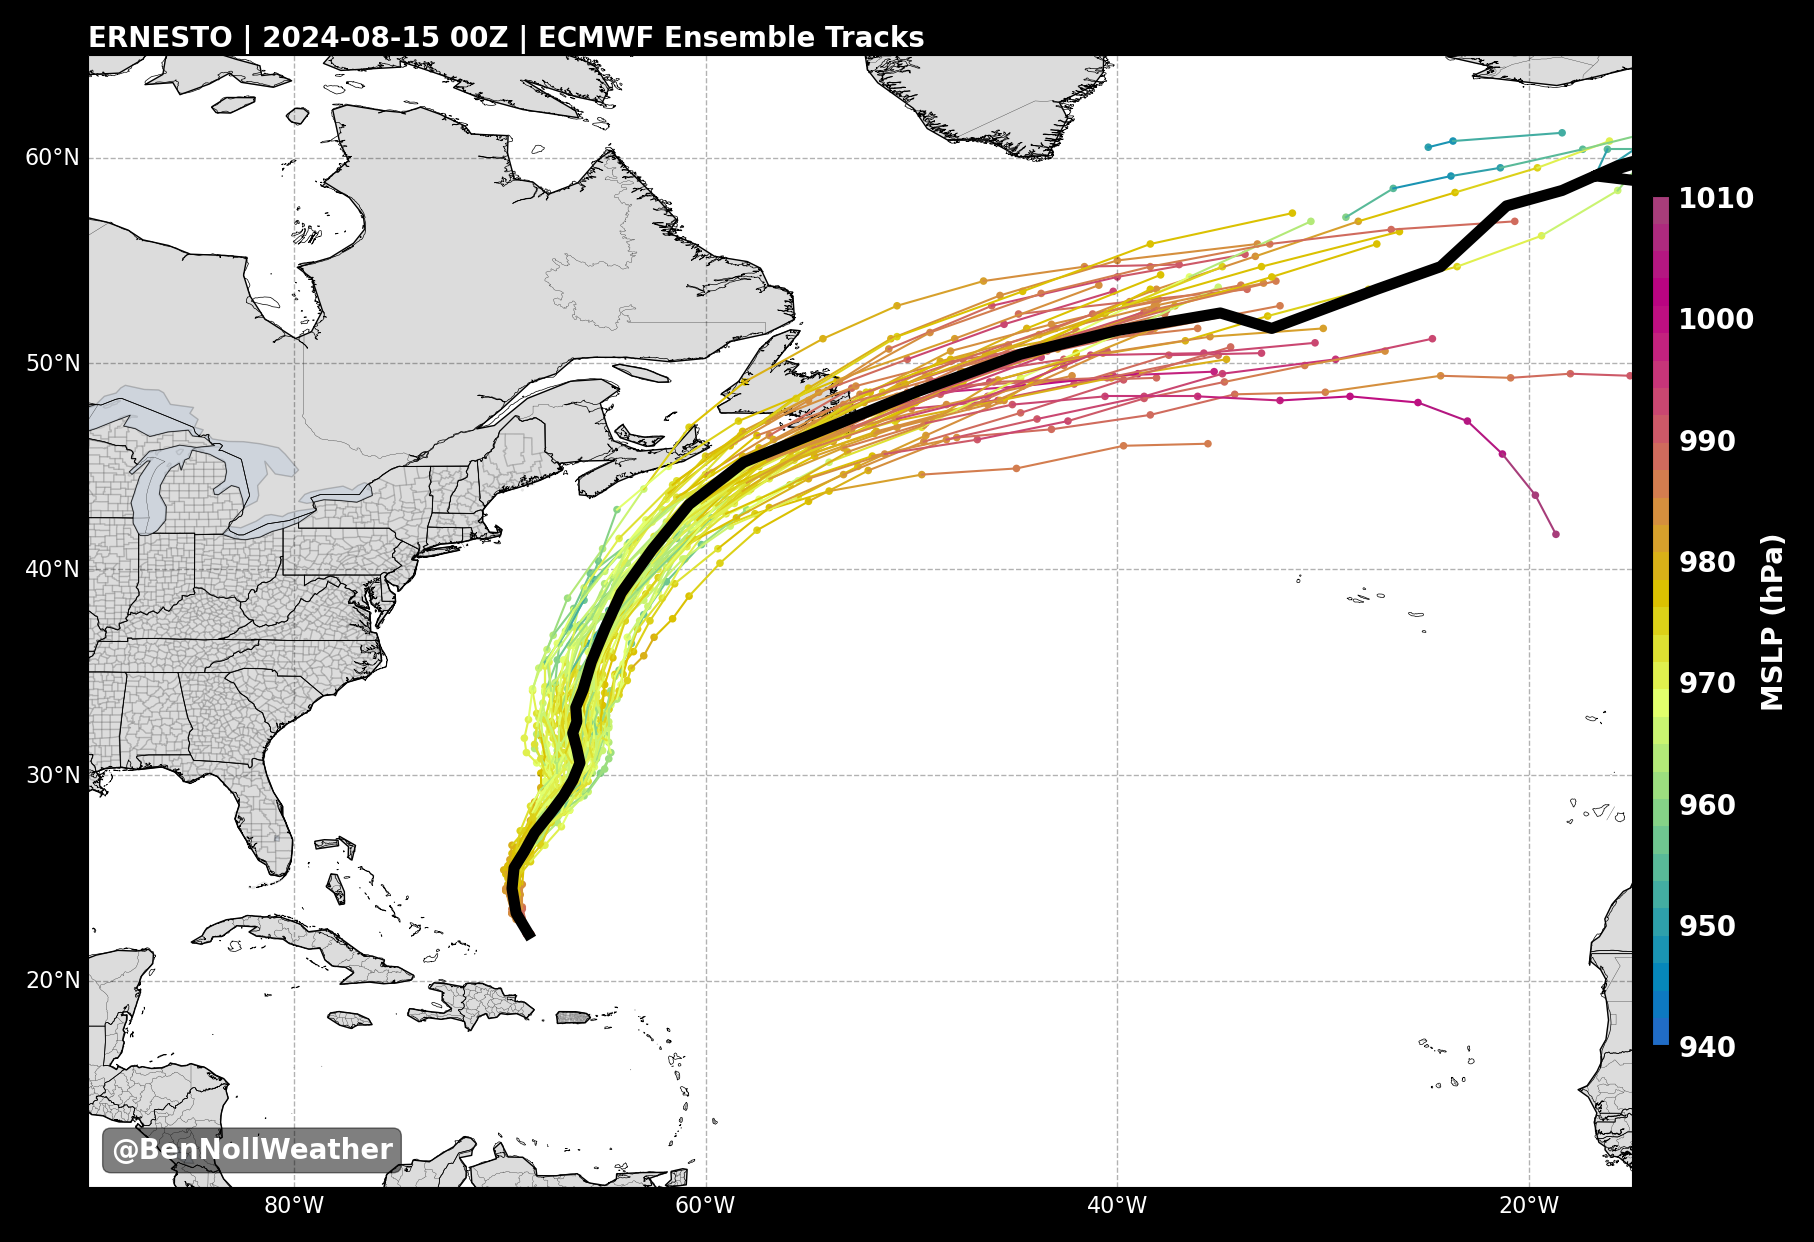 ERNESTO | 2024-08-15 00Z | ECMWF Ensemble Tracks
60°N
50°N
40°N
30°N
20°N
80°W
60°W
40°W
20°W
1010
1000
990
980
970
960
950
940
MSLP (hPa)
@BenNollWeather